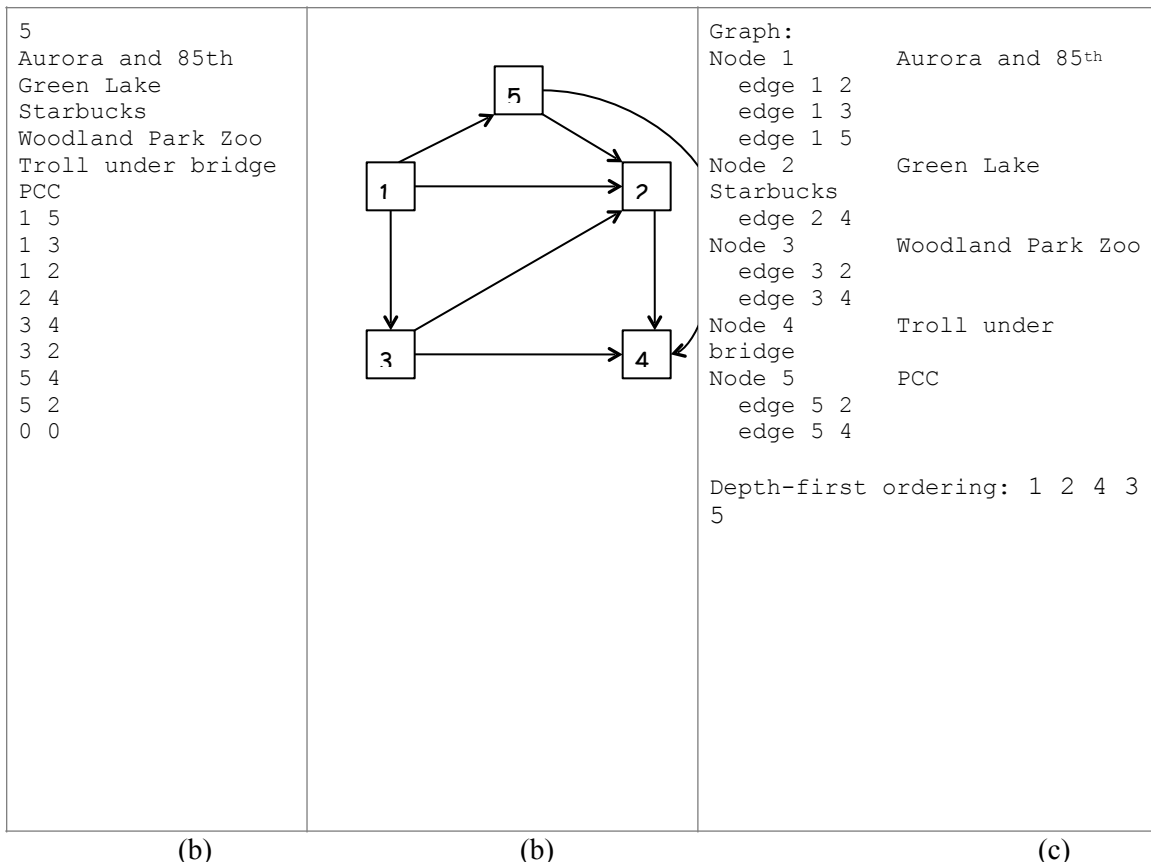 5
Aurora and 85th
Green Lake
Starbucks
Woodland Park Zoo
Troll under bridge
PCC
1 5
1 3
1 2
2 4
3 4
3 2
5 4
5 2
0 0
5
1
2
3
4
Graph:
Node 1 Aurora and 85th
edge 1 2
edge 1 3
edge 1 5
Node 2 Green Lake
Starbucks
edge 2 4
Node 3 Woodland Park Zoo
edge 3 2
edge 3 4
Node 4 Troll under
bridge
Node 5 PCC
edge 5 2
edge 5 4
Depth-first ordering: 1 2 4 3
5
(b)
(b)
(c)